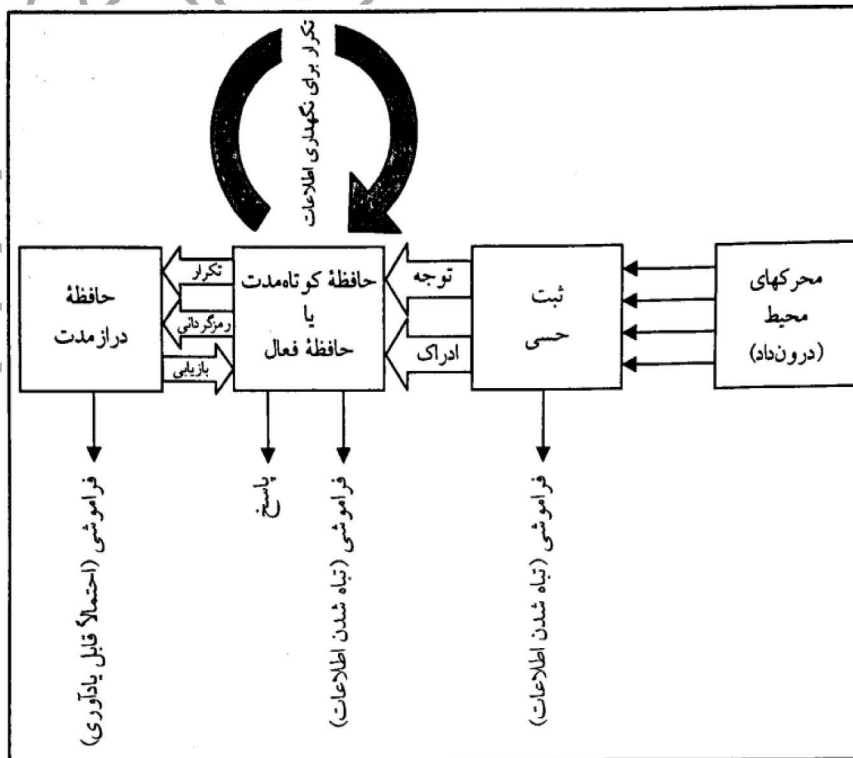 تکرار برای نگهداری اطلاعات
محرکهای
محیط
(درون‌داد)
ثبت
حسی
توجه
ادراک
حافظهٔ کوتاه‌مدت
یا
حافظهٔ فعال
تکرار
رمزگردانی
بازیابی
حافظهٔ
درازمدت
فراموشی (تباه شدن اطلاعات)
فراموشی (تباه شدن اطلاعات)
پاسخ
فراموشی (احتمالاً قابل یادآوری)